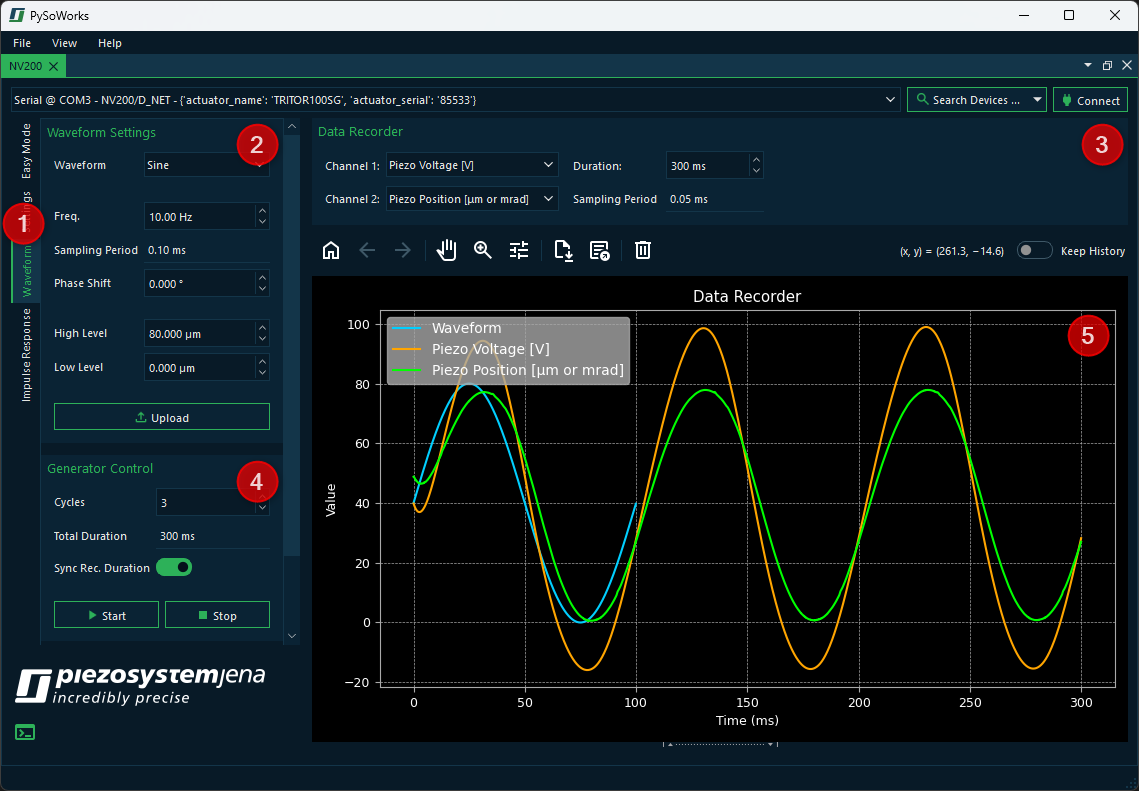 PySoWorks
File View Help
NV200
Serial @ COM3 - NV200/D_NET - {'actuator_name': 'TRITOR100SG', 'actuator_serial': '85533'}
Search Devices ...
Connect
Easy Mode
Waveform
Impulse Response
1
Waveform Settings
2
Waveform Sine
Freq. 10.00 Hz
Sampling Period 0.10 ms
Phase Shift 0.000 °
High Level 80.000 µm
Low Level 0.000 µm
Upload
Generator Control
4
Cycles 3
Total Duration 300 ms
Sync Rec. Duration
Start Stop
piezosystemjena
incredibly precise
Data Recorder
3
Channel 1: Piezo Voltage [V] Duration: 300 ms
Channel 2: Piezo Position [µm or mrad] Sampling Period 0.05 ms
(x, y) = (261.3, −14.6) Keep History
Data Recorder
5
Waveform
Piezo Voltage [V]
Piezo Position [µm or mrad]
Value
100
80
60
40
20
0
−20
0 50 100 150 200 250 300
Time (ms)